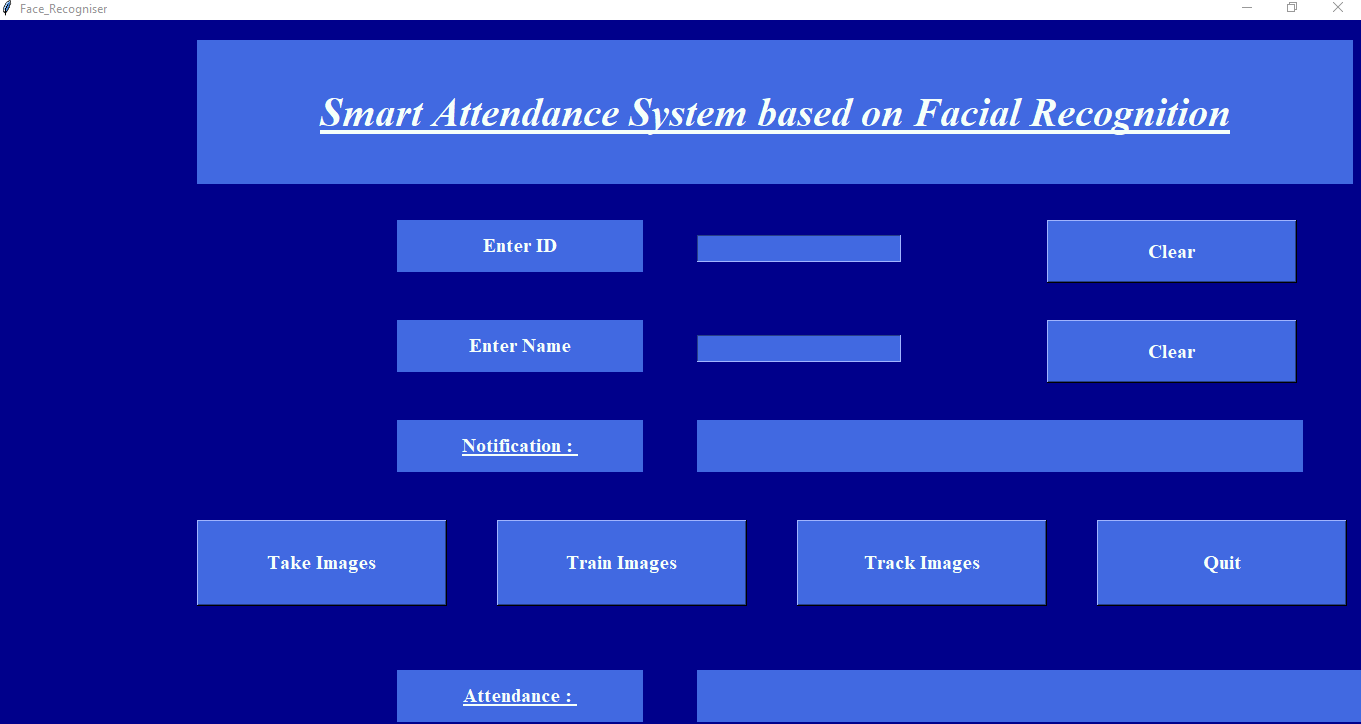 Face_Recogniser
Smart Attendance System based on Facial Recognition
Enter ID
Clear
Enter Name
Clear
Notification :
Take Images
Train Images
Track Images
Quit
Attendance :